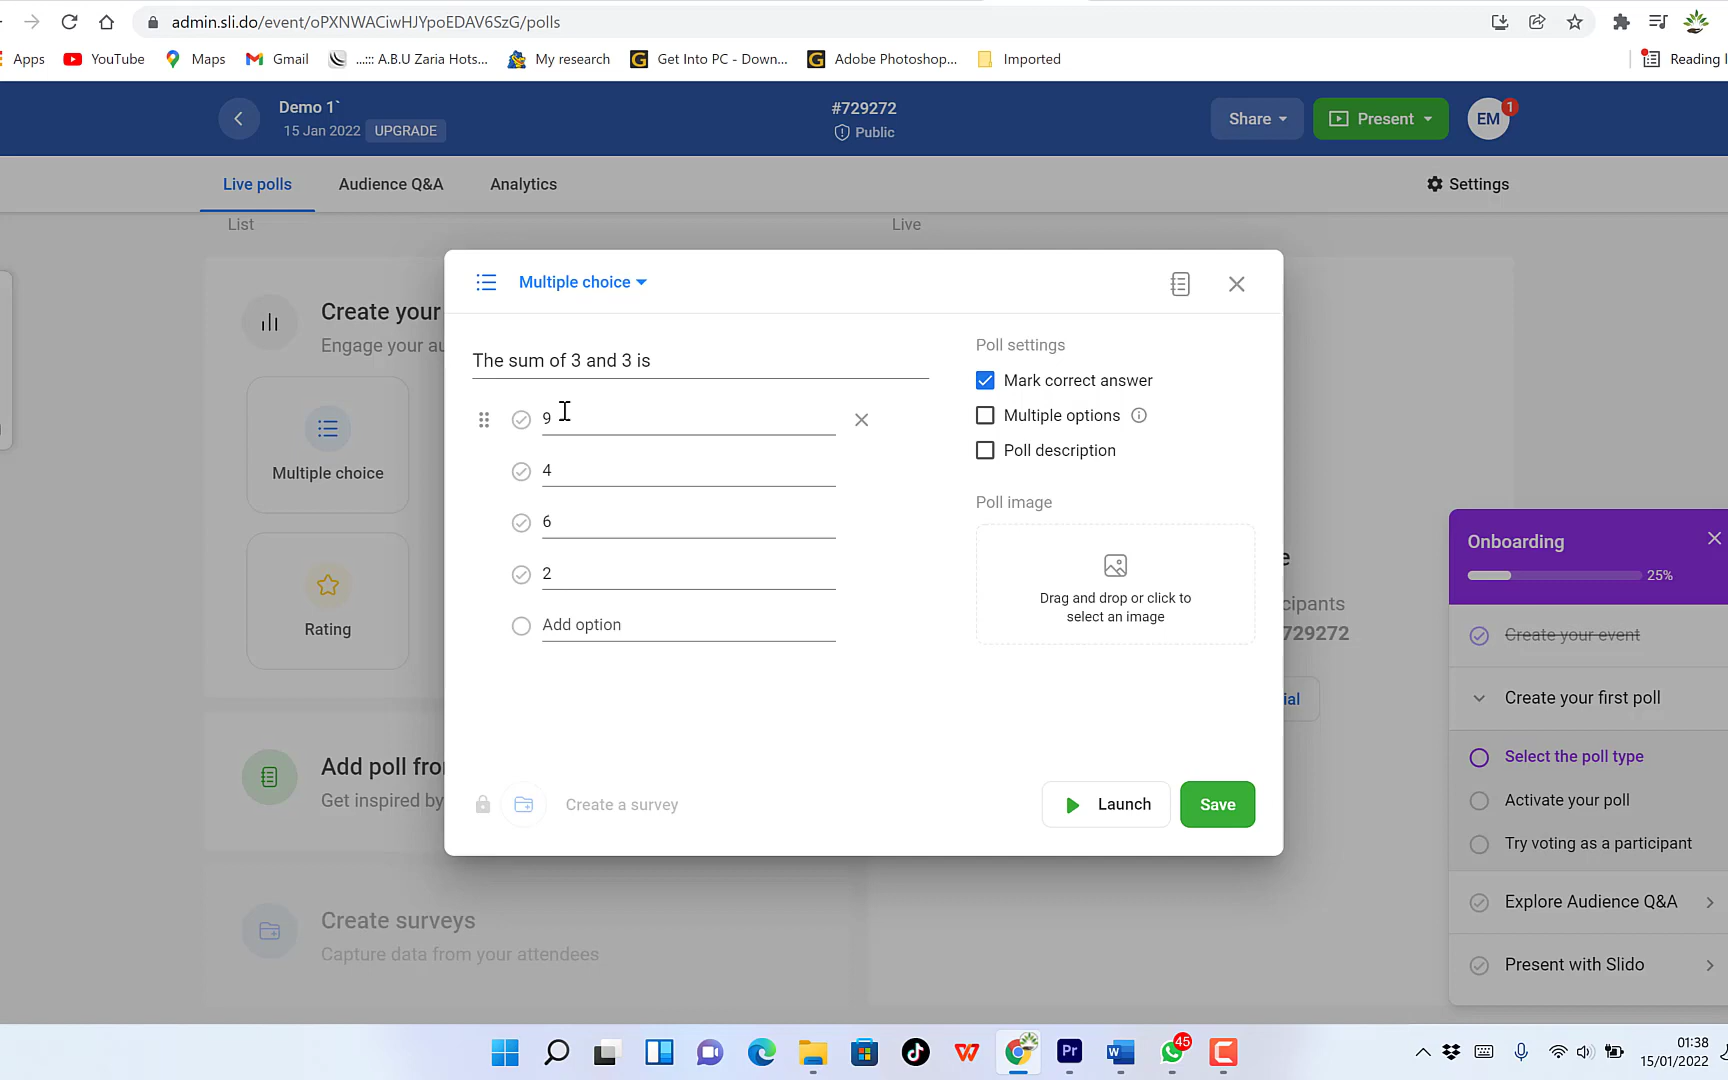 admin.sli.do/event/oPXNWACiwHJYpoEDAV6SzG/polls
Apps
YouTube
Maps
Gmail
...::: A.B.U Zaria Hots...
My research
Get Into PC - Down...
Adobe Photoshop...
Imported
Reading
Demo 1`
15 Jan 2022
UPGRADE
#729272
Public
Share
Present
EM
1
Live polls
Audience Q&A
Analytics
Settings
List
Live
Create your
Engage your
Multiple choice
Rating
Add poll
Get inspired by
Create surveys
Capture data from your attendees
Multiple choice
The sum of 3 and 3 is
9
4
6
2
Add option
Poll settings
Mark correct answer
Multiple options
Poll description
Poll image
Drag and drop or click to
select an image
Create a survey
Launch
Save
Onboarding
25%
Create your event
Create your first poll
Select the poll type
Activate your poll
Try voting as a participant
Explore Audience Q&A
Present with Slido
Pr
W
45
01:38
15/01/2022